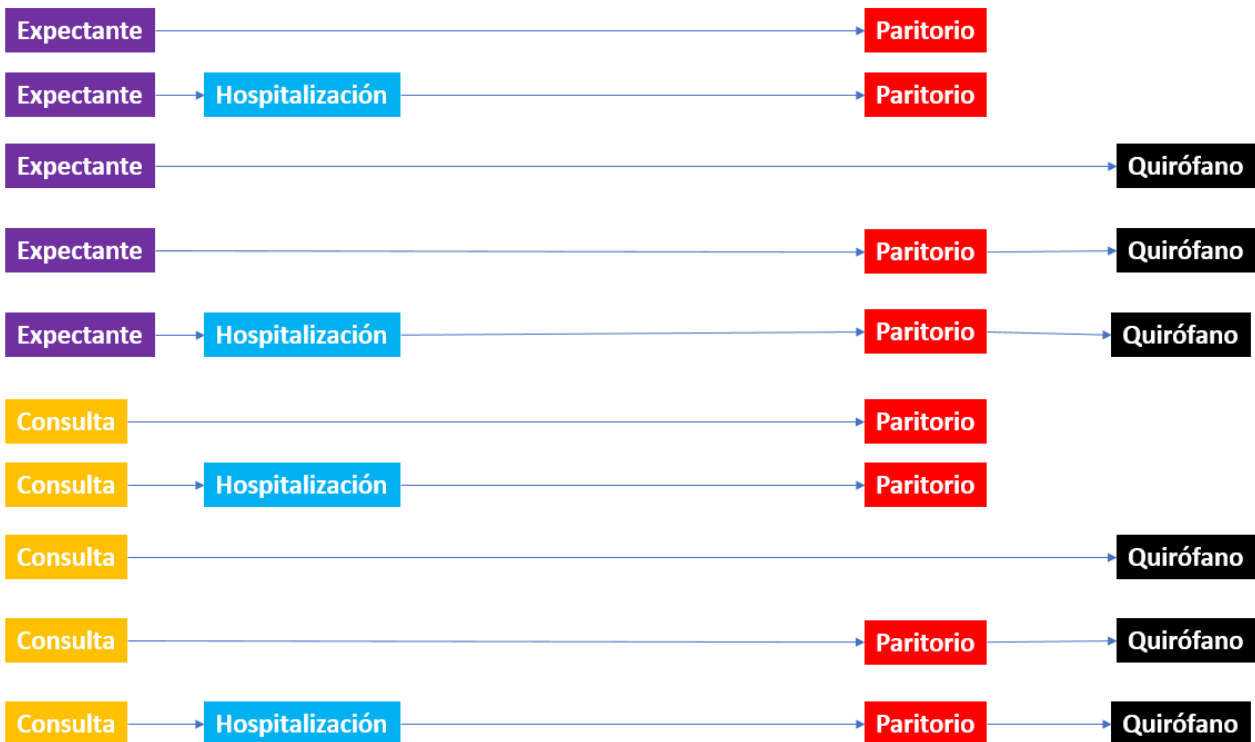 Expectante Paritorio
Expectante Hospitalización Paritorio
Expectante Quirófano
Expectante Paritorio Quirófano
Expectante Hospitalización Paritorio Quirófano
Consulta Paritorio
Consulta Hospitalización Paritorio
Consulta Quirófano
Consulta Paritorio Quirófano
Consulta Hospitalización Paritorio Quirófano